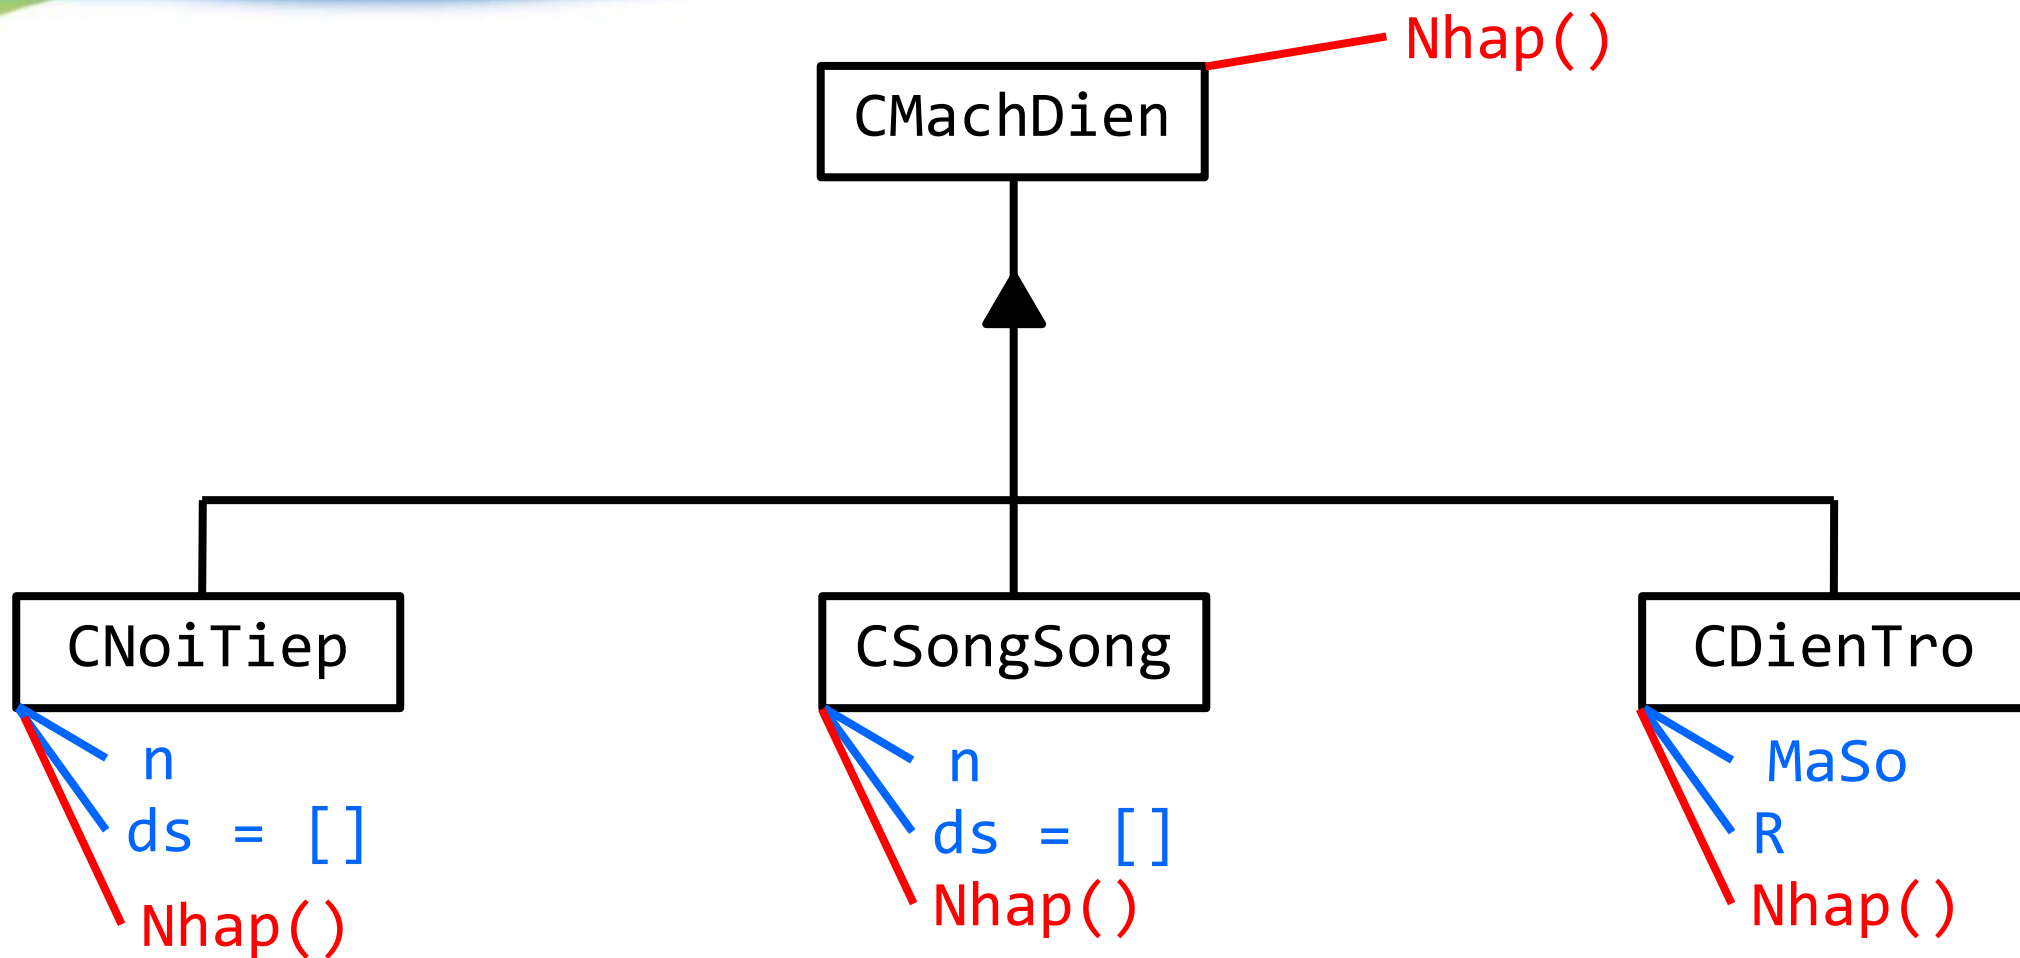 Nhap()
CMachDien
CNoiTiep
n
ds = []
Nhap()
CSongSong
n
ds = []
Nhap()
CDienTro
MaSo
R
Nhap()